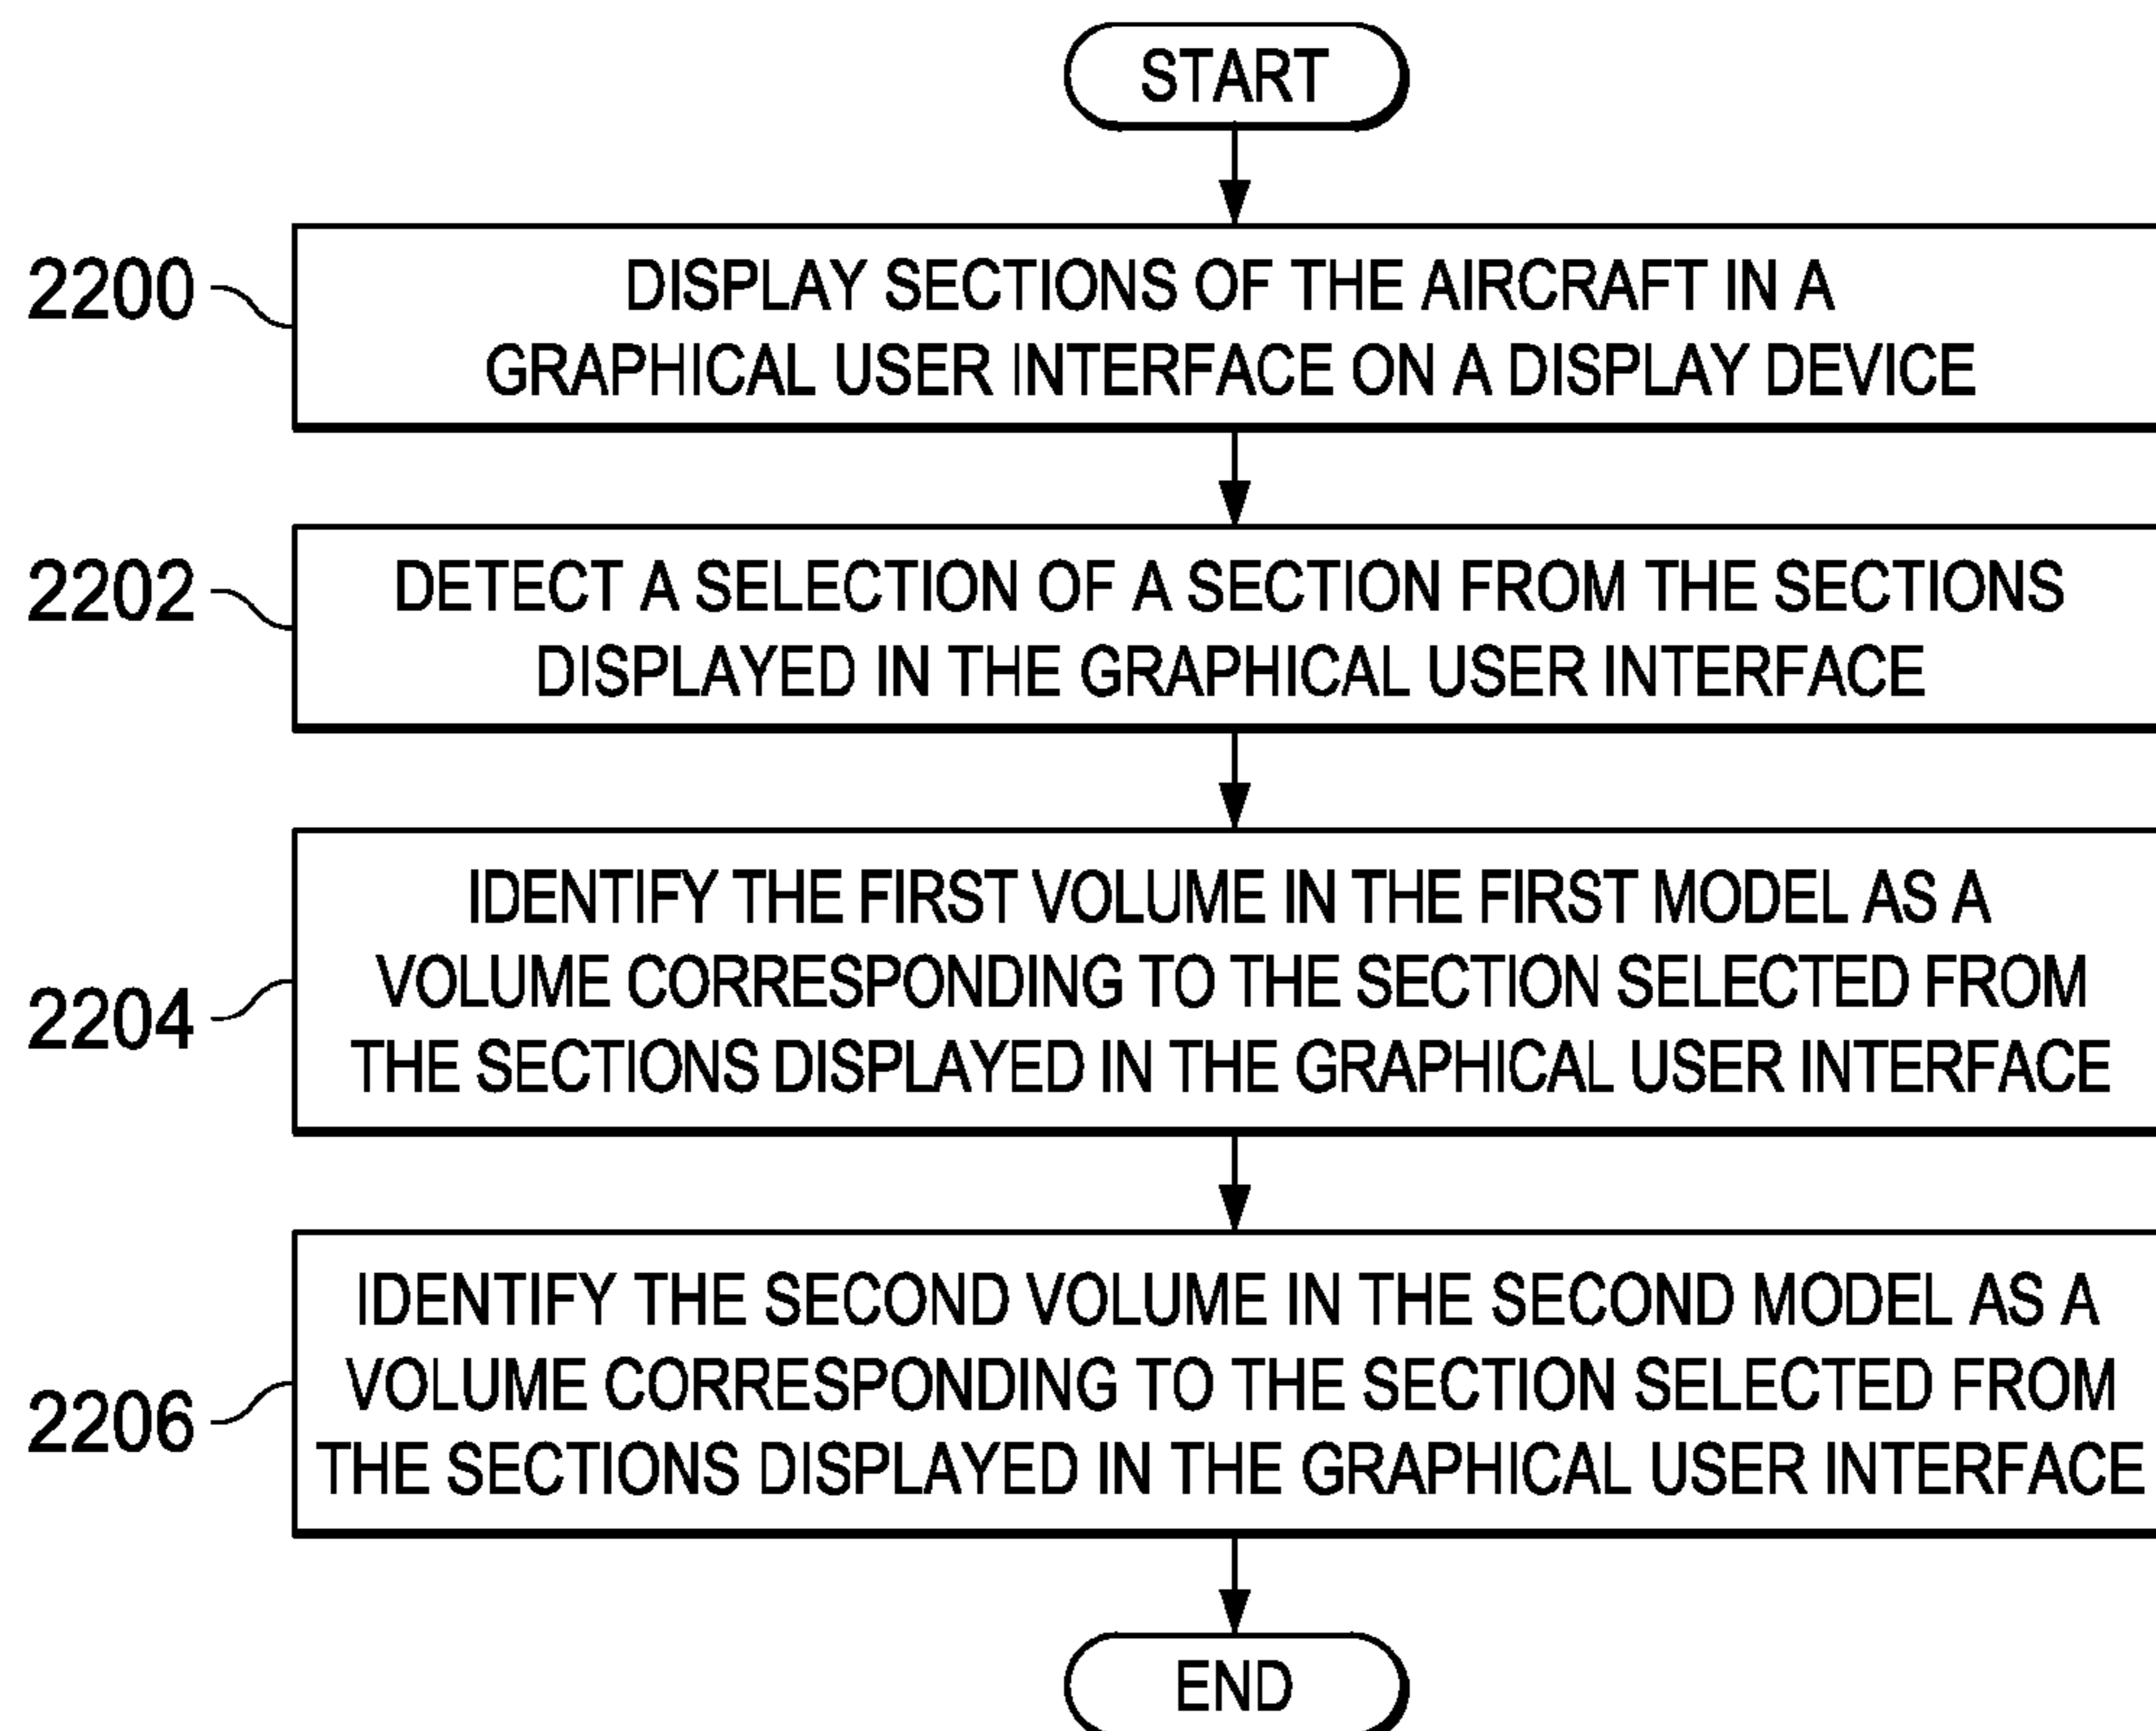 START
2200
DISPLAY SECTIONS OF THE AIRCRAFT IN A
GRAPHICAL USER INTERFACE ON A DISPLAY DEVICE
2202
DETECT A SELECTION OF A SECTION FROM THE SECTIONS
DISPLAYED IN THE GRAPHICAL USER INTERFACE
2204
IDENTIFY THE FIRST VOLUME IN THE FIRST MODEL AS A
VOLUME CORRESPONDING TO THE SECTION SELECTED FROM
THE SECTIONS DISPLAYED IN THE GRAPHICAL USER INTERFACE
2206
IDENTIFY THE SECOND VOLUME IN THE SECOND MODEL AS A
VOLUME CORRESPONDING TO THE SECTION SELECTED FROM
THE SECTIONS DISPLAYED IN THE GRAPHICAL USER INTERFACE
END